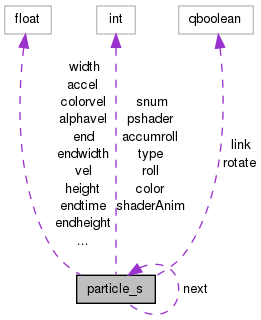 float
int
qboolean
width
accel
colorvel
alphavel
end
endwidth
vel
height
endtime
endheight
...
snum
pshader
accumroll
type
roll
color
shaderAnim
link
rotate
particle_s
next